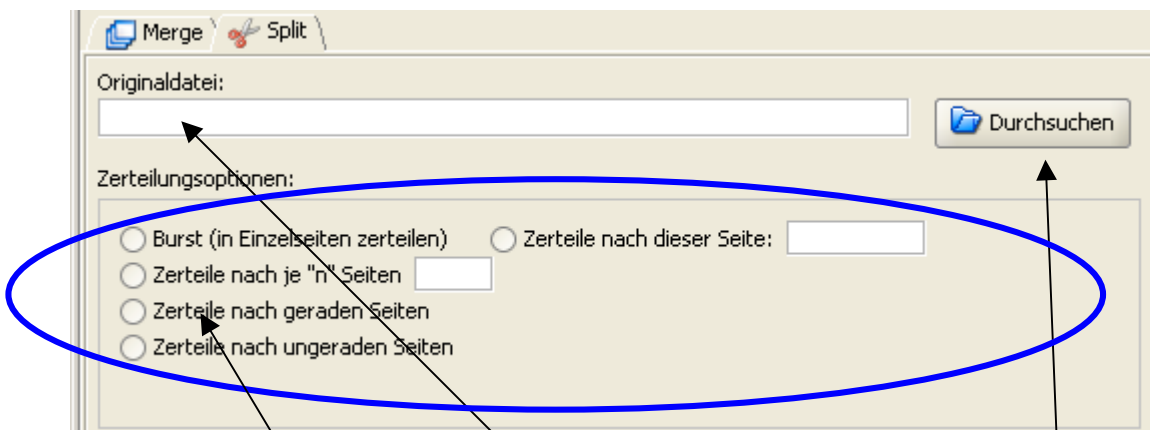 Merge Split
Originaldatei:
Durchsuchen
Zerteilungsoptionen:
Burst (in Einzelseiten zerteilen) Zerteile nach dieser Seite:
Zerteile nach je "n" Seiten
Zerteile nach geraden Seiten
Zerteile nach ungeraden Seiten